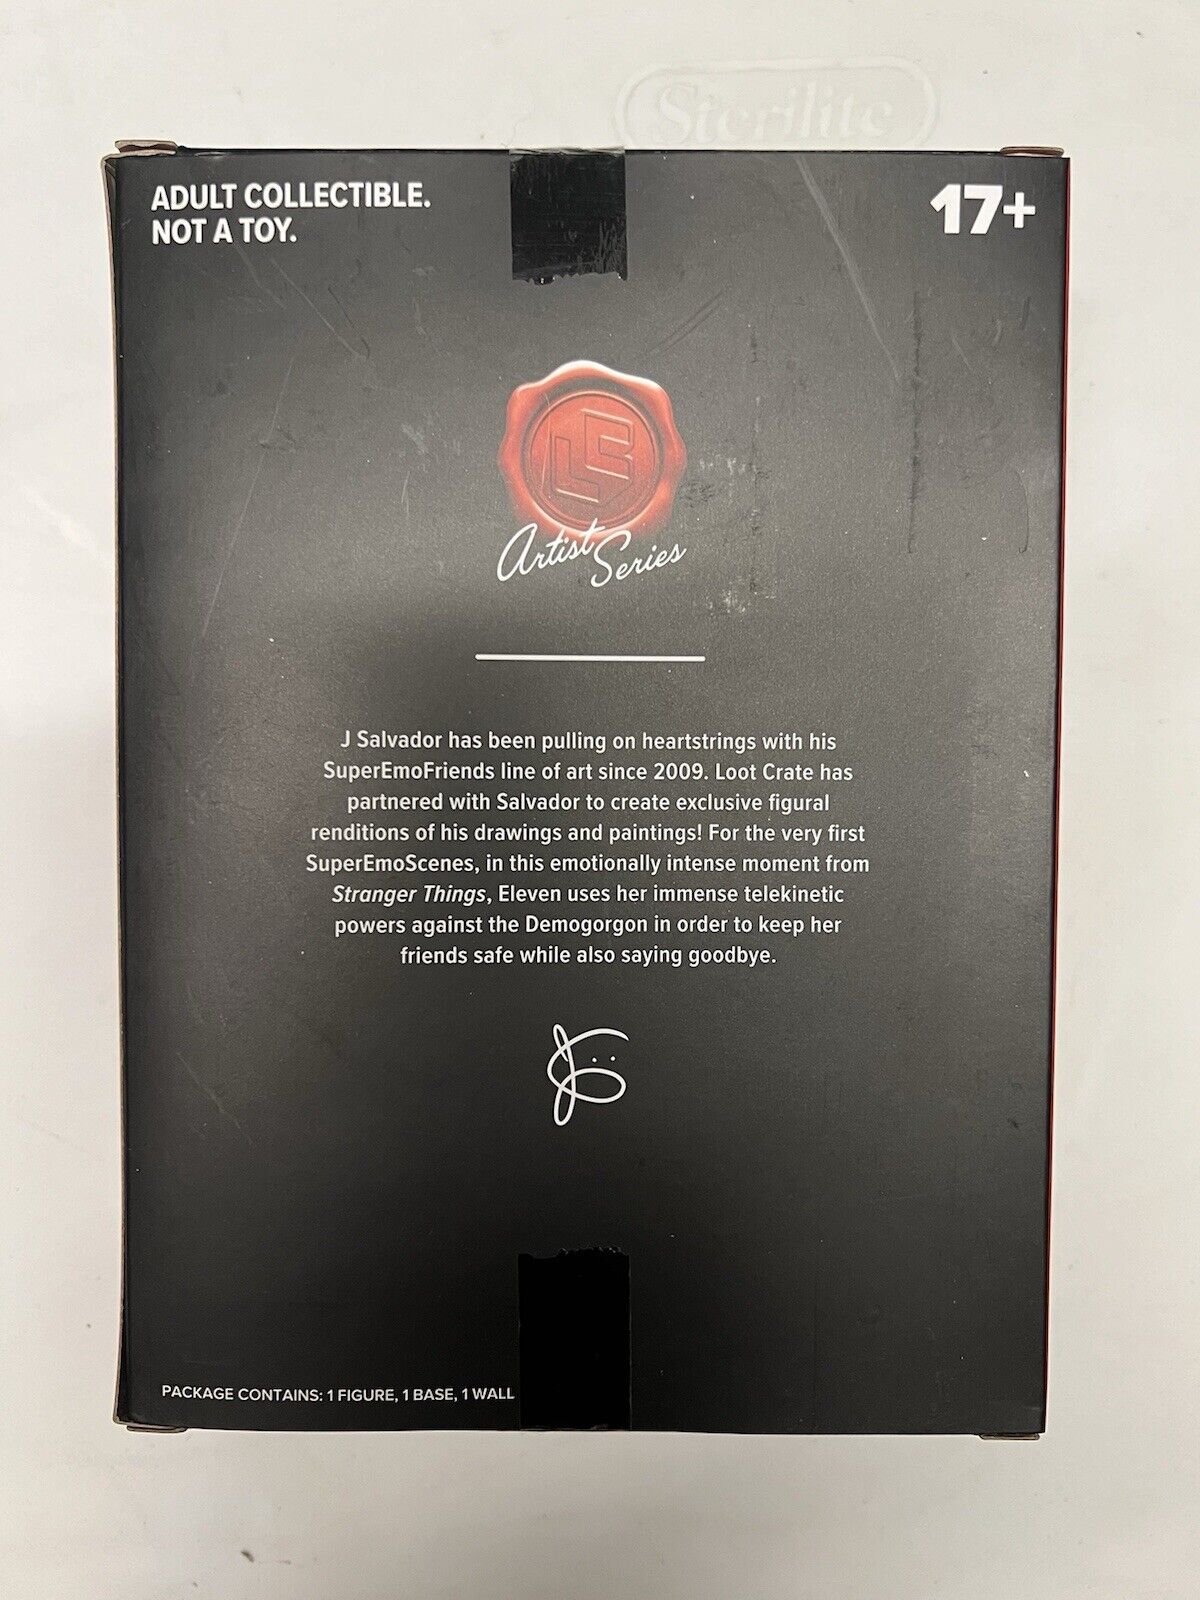 Sterilite
ADULT COLLECTIBLE.
NOT A TOY.
17+
Artist
Series
J Salvador has been pulling on heartstrings with his
SuperEmoFriends line of art since 2009. Loot Crate has
partnered with Salvador to create exclusive figural
renditions of his drawings and paintings! For the very first
SuperEmoScenes, in this emotionally intense moment from
Stranger Things, Eleven uses her immense telekinetic
powers against the Demogorgon in order to keep her
friends safe while also saying goodbye.
PACKAGE CONTAINS: 1 FIGURE, 1 BASE, 1 WALL